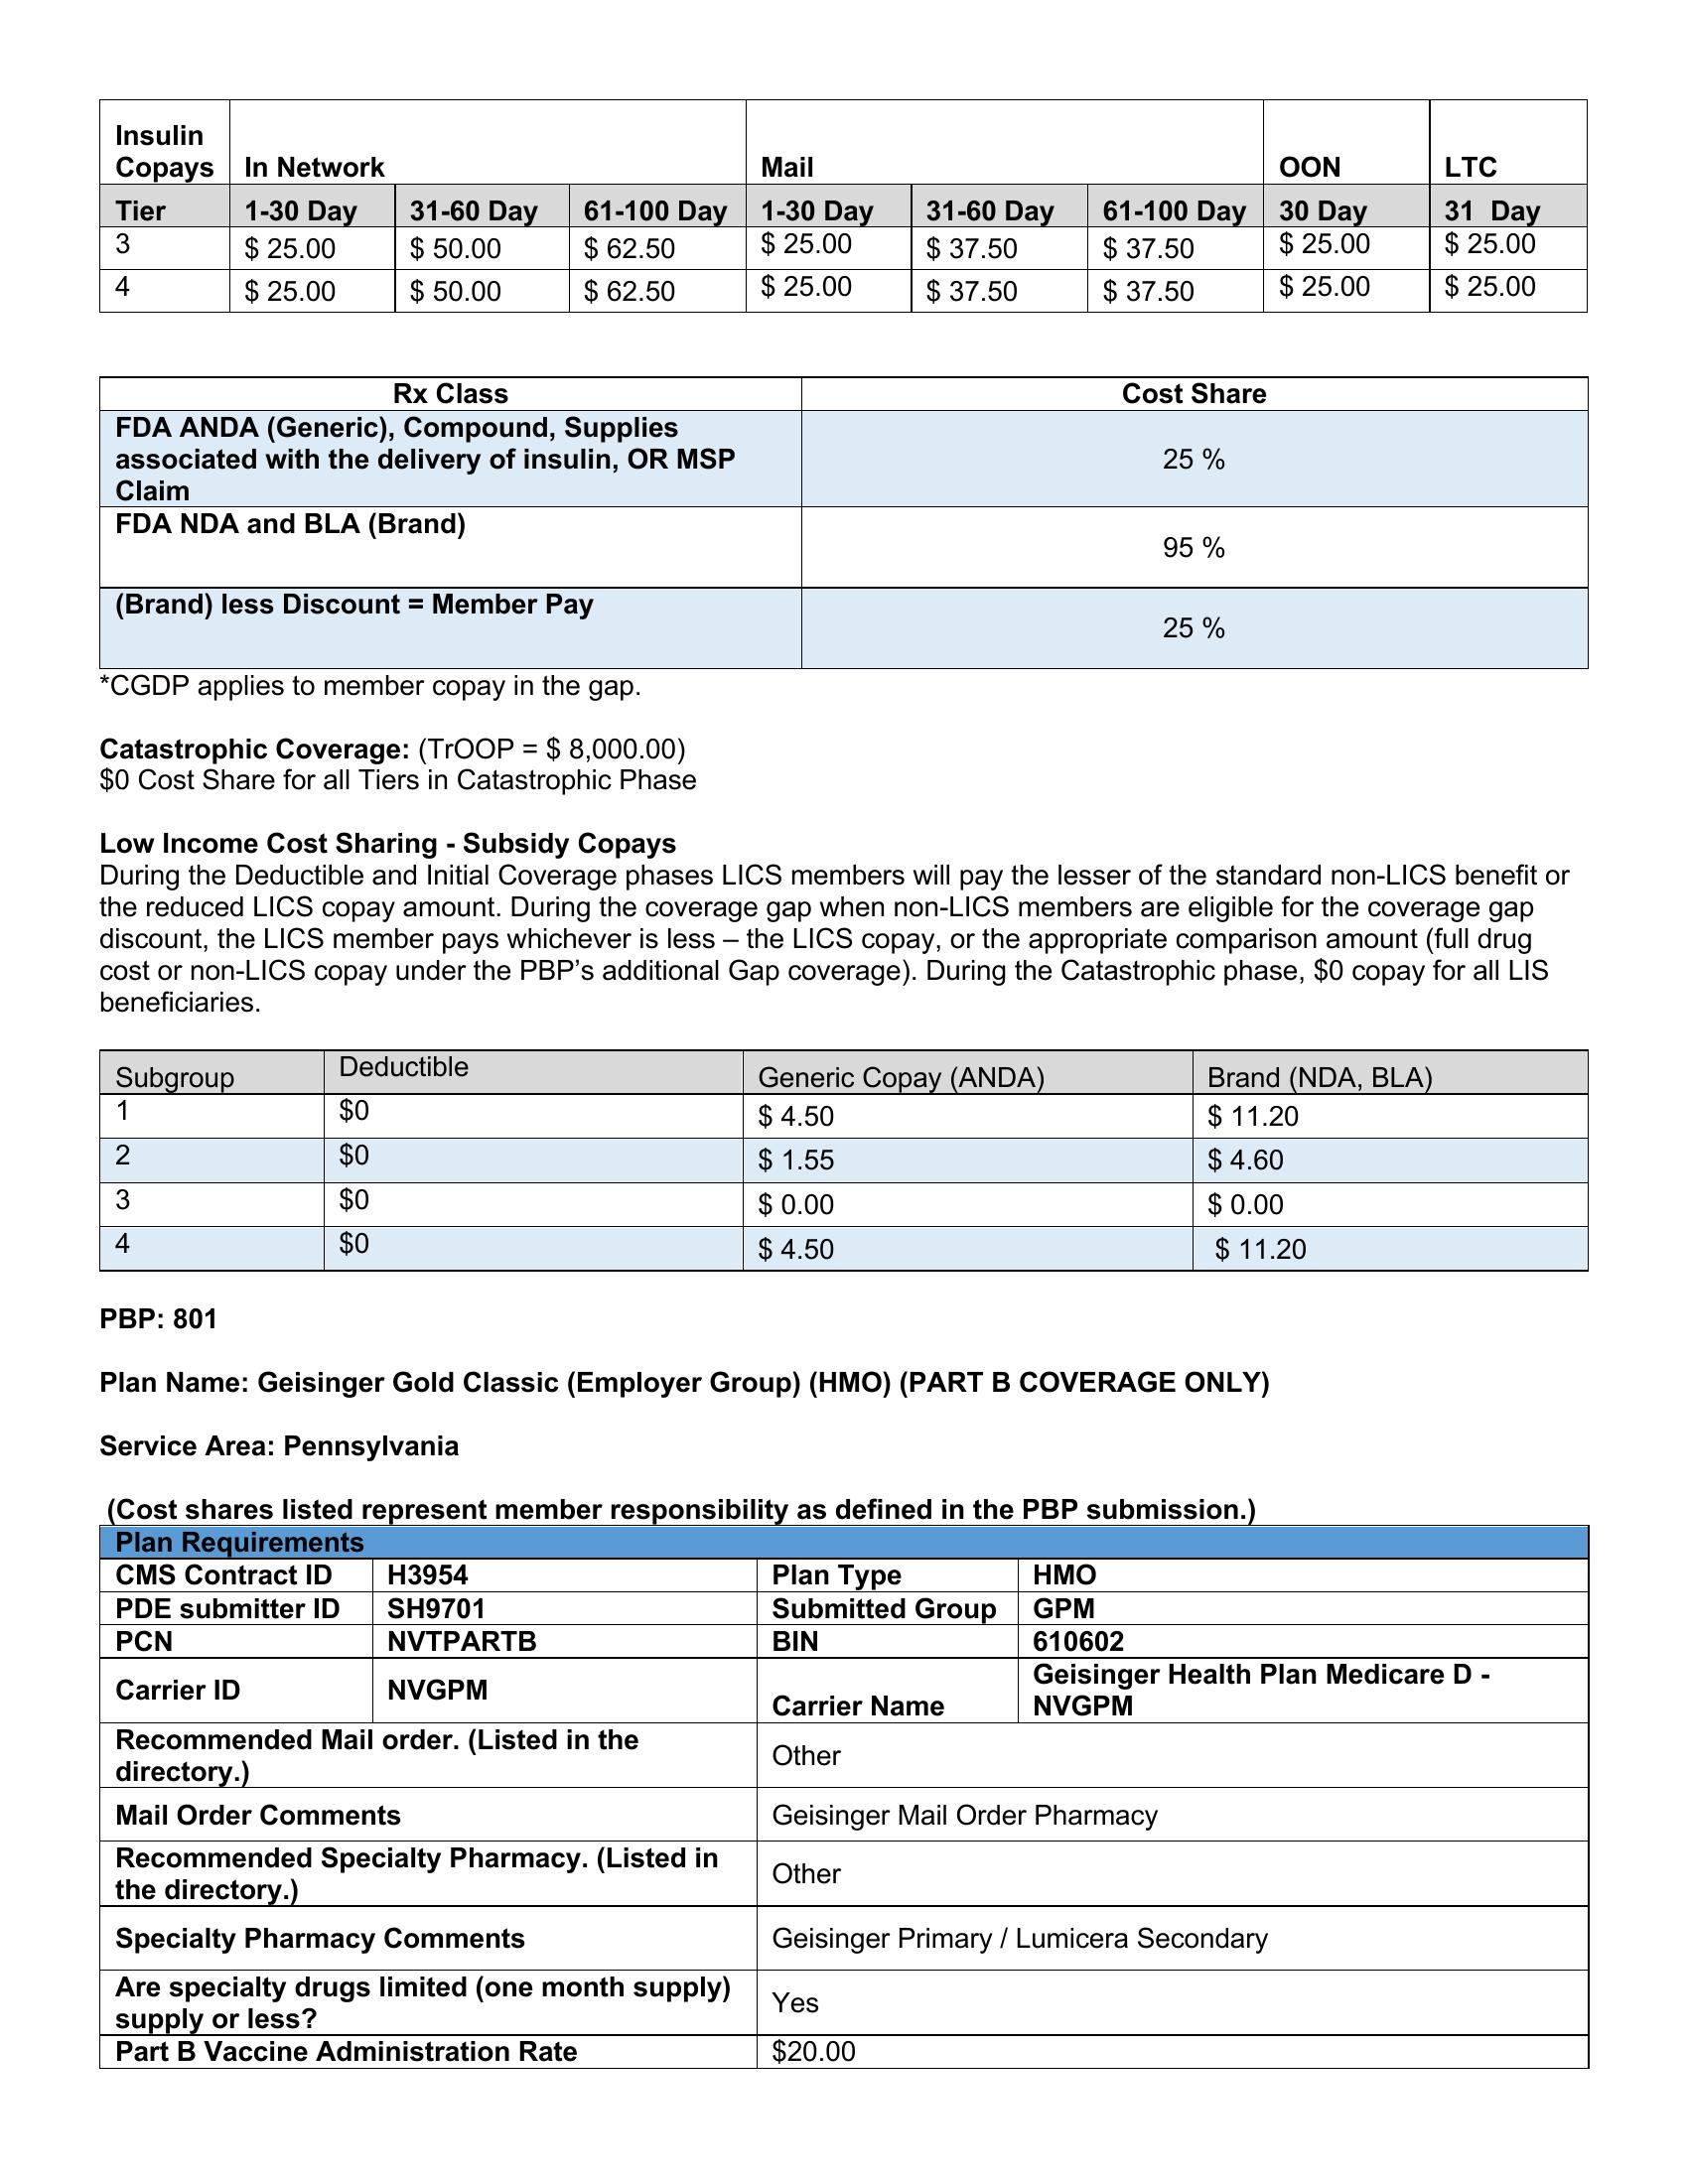 Insulin
Copays In Network Mail OON LTC
Tier 1-30 Day 31-60 Day 61-100 Day 1-30 Day 31-60 Day 61-100 Day 30 Day 31 Day
3 $ 25.00 $ 50.00 $ 62.50 $ 25.00 $ 37.50 $ 37.50 $ 25.00 $ 25.00
4 $ 25.00 $ 50.00 $ 62.50 $ 25.00 $ 37.50 $ 37.50 $ 25.00 $ 25.00
Rx Class Cost Share
FDA ANDA (Generic), Compound, Supplies
associated with the delivery of insulin, OR MSP
Claim
25 %
FDA NDA and BLA (Brand)
95 %
(Brand) less Discount = Member Pay
25 %
*CGDP applies to member copay in the gap.
Catastrophic Coverage: (TrOOP = $ 8,000.00)
$0 Cost Share for all Tiers in Catastrophic Phase
Low Income Cost Sharing - Subsidy Copays
During the Deductible and Initial Coverage phases LICS members will pay the lesser of the standard non-LICS benefit or
the reduced LICS copay amount. During the coverage gap when non-LICS members are eligible for the coverage gap
discount, the LICS member pays whichever is less – the LICS copay, or the appropriate comparison amount (full drug
cost or non-LICS copay under the PBP’s additional Gap coverage). During the Catastrophic phase, $0 copay for all LIS
beneficiaries.
Subgroup Deductible Generic Copay (ANDA) Brand (NDA, BLA)
1 $0 $ 4.50 $ 11.20
2 $0 $ 1.55 $ 4.60
3 $0 $ 0.00 $ 0.00
4 $0 $ 4.50 $ 11.20
PBP: 801
Plan Name: Geisinger Gold Classic (Employer Group) (HMO) (PART B COVERAGE ONLY)
Service Area: Pennsylvania
(Cost shares listed represent member responsibility as defined in the PBP submission.)
Plan Requirements
CMS Contract ID H3954 Plan Type HMO
PDE submitter ID SH9701 Submitted Group GPM
PCN NVTPARTB BIN 610602
Carrier ID NVGPM Carrier Name Geisinger Health Plan Medicare D -
NVGPM
Recommended Mail order. (Listed in the
directory.)
Other
Mail Order Comments Geisinger Mail Order Pharmacy
Recommended Specialty Pharmacy. (Listed in
the directory.)
Other
Specialty Pharmacy Comments Geisinger Primary / Lumicera Secondary
Are specialty drugs limited (one month supply)
supply or less?
Yes
Part B Vaccine Administration Rate $20.00